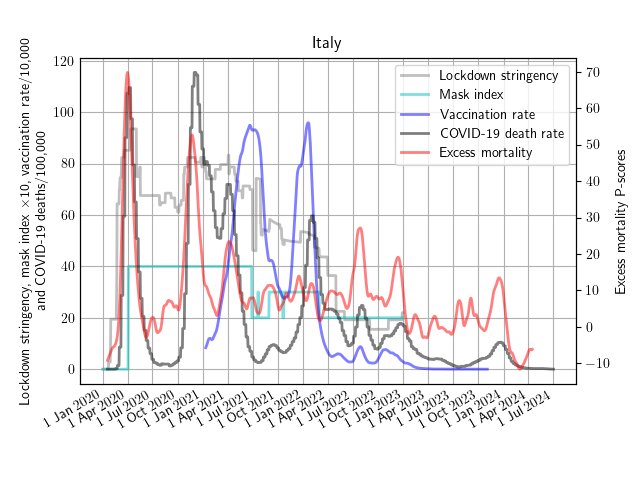 Italy
Lockdown stringency, mask index ×10, vaccination rate/10,000
and COVID-19 deaths/100,000
120
100
80
60
40
20
0
70
60
50
40
30
20
10
0
−10
Excess mortality P-scores
Lockdown stringency
Mask index
Vaccination rate
COVID-19 death rate
Excess mortality
1 Jan 2020
1 Apr 2020
1 Jul 2020
1 Oct 2020
1 Jan 2021
1 Apr 2021
1 Jul 2021
1 Oct 2021
1 Jan 2022
1 Apr 2022
1 Jul 2022
1 Oct 2022
1 Jan 2023
1 Apr 2023
1 Jul 2023
1 Oct 2023
1 Jan 2024
1 Apr 2024
1 Jul 2024